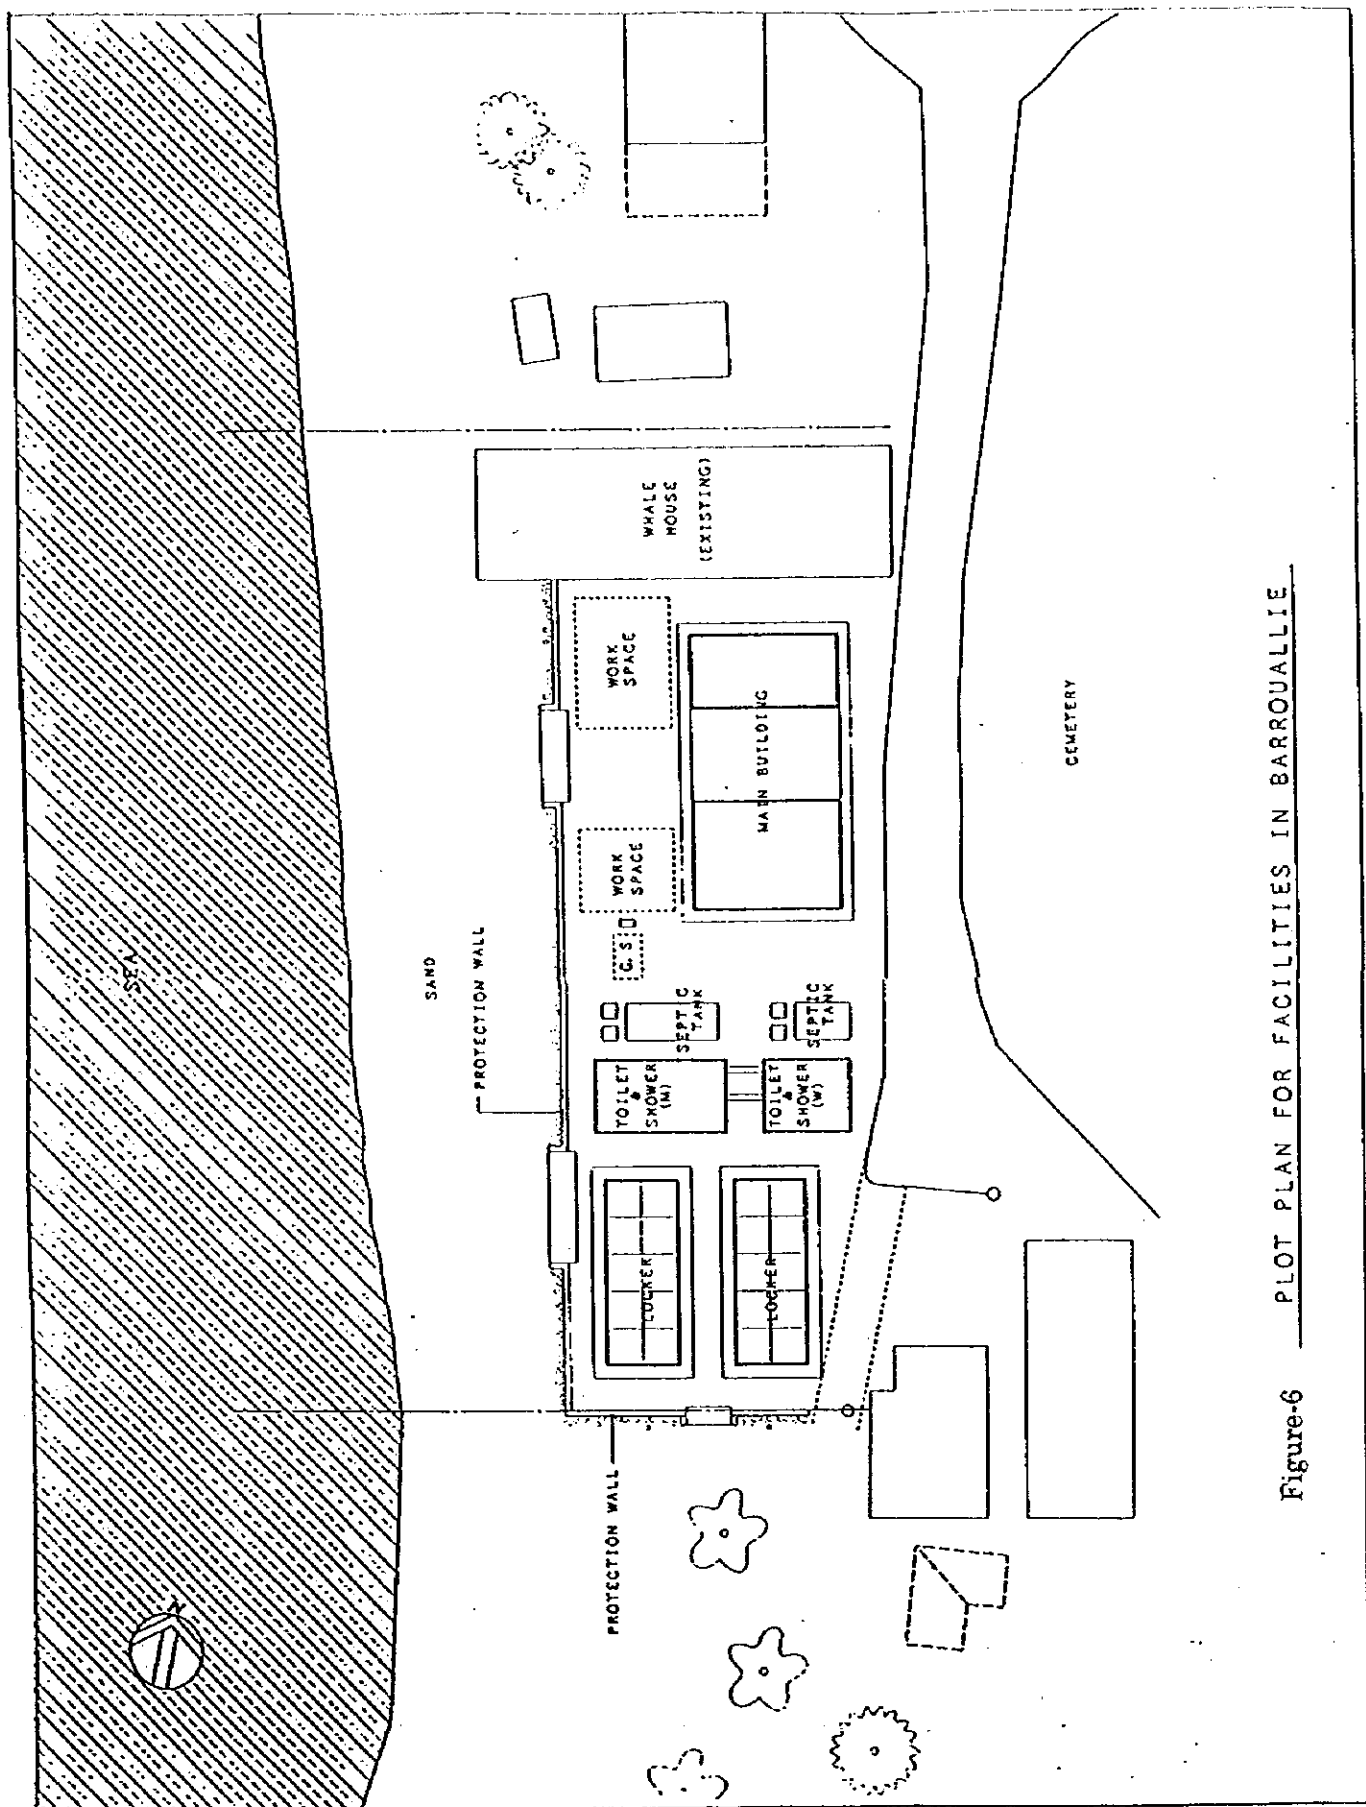 SEA
SAND
PROTECTION WALL
WHALE
HOUSE
(EXISTING)
WORK
SPACE
MAIN BUILDING
WORK
SPACE
G. S
SEPTIC
TANK
SEPTIC
TANK
TOILET
&
SHOWER
(M)
TOILET
&
SHOWER
(W)
LOCKER
LOCKER
CEMETERY
PROTECTION WALL
N
Figure-6 PLOT PLAN FOR FACILITIES IN BARROUALLIE